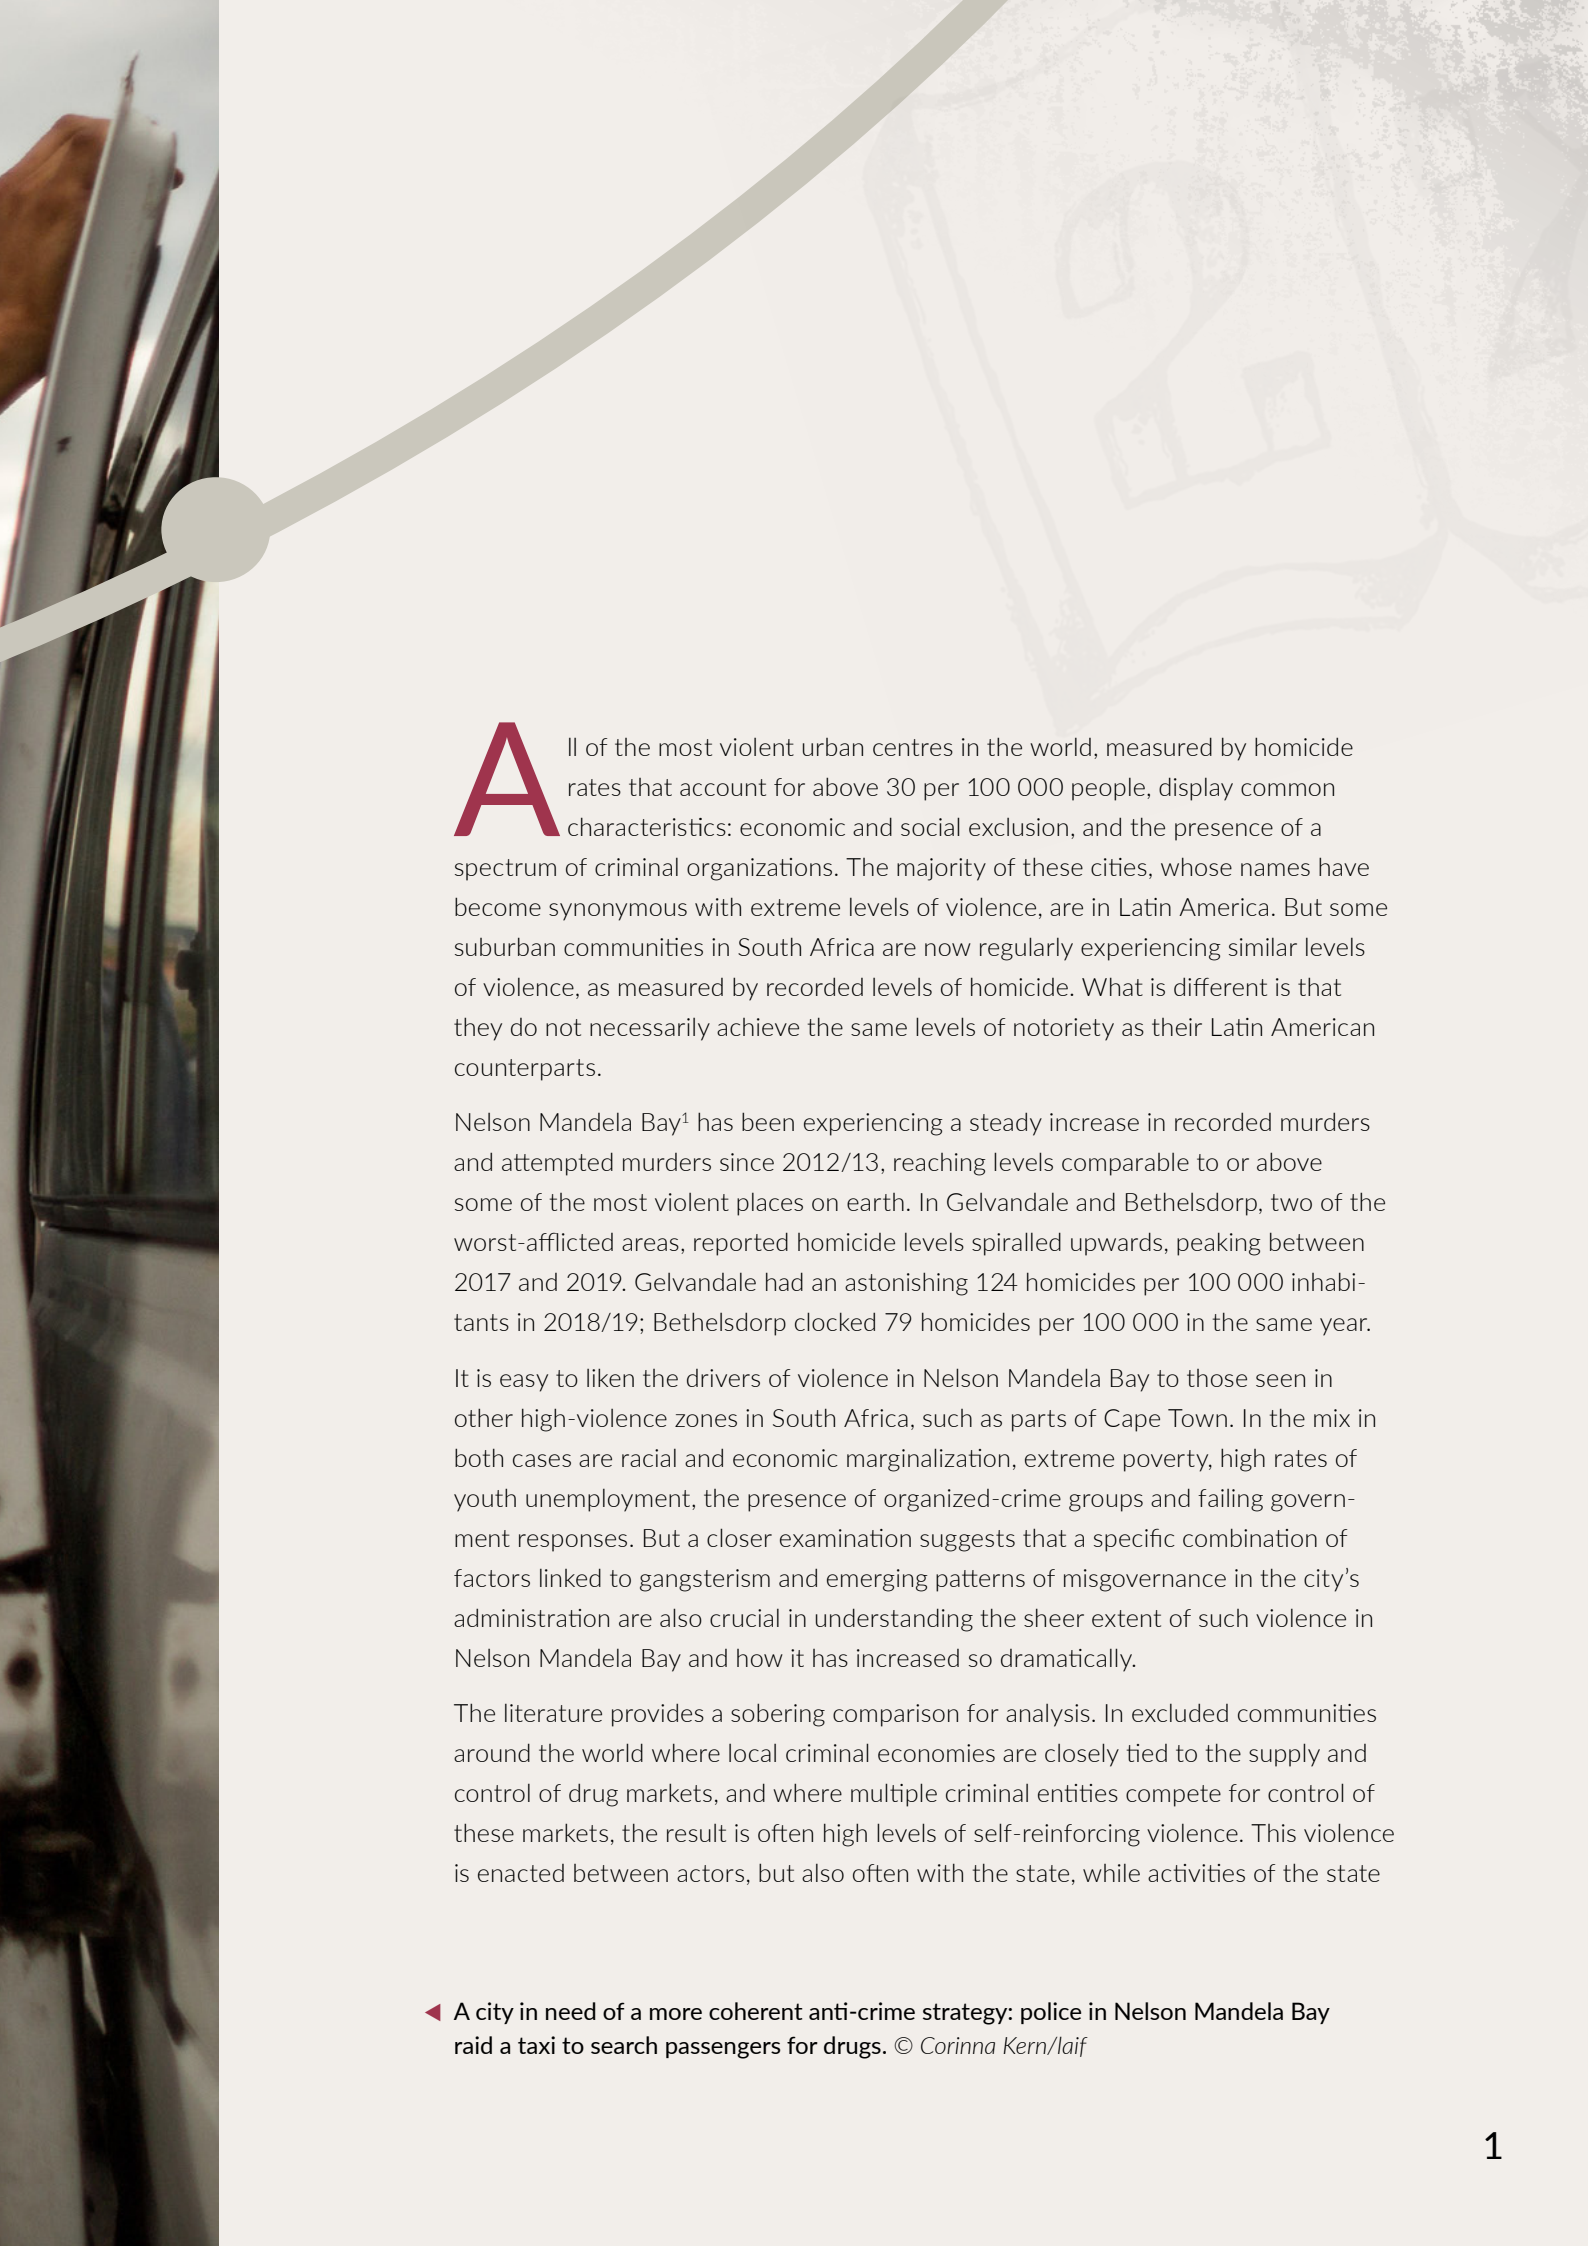 All of the most violent urban centres in the world, measured by homicide
rates that account for above 30 per 100 000 people, display common
characteristics: economic and social exclusion, and the presence of a
spectrum of criminal organizations. The majority of these cities, whose names have
become synonymous with extreme levels of violence, are in Latin America. But some
suburban communities in South Africa are now regularly experiencing similar levels
of violence, as measured by recorded levels of homicide. What is different is that
they do not necessarily achieve the same levels of notoriety as their Latin American
counterparts.
Nelson Mandela Bay¹ has been experiencing a steady increase in recorded murders
and attempted murders since 2012/13, reaching levels comparable to or above
some of the most violent places on earth. In Gelvandale and Bethelsdorp, two of the
worst-afflicted areas, reported homicide levels spiralled upwards, peaking between
2017 and 2019. Gelvandale had an astonishing 124 homicides per 100 000 inhabi-
tants in 2018/19; Bethelsdorp clocked 79 homicides per 100 000 in the same year.
It is easy to liken the drivers of violence in Nelson Mandela Bay to those seen in
other high-violence zones in South Africa, such as parts of Cape Town. In the mix in
both cases are racial and economic marginalization, extreme poverty, high rates of
youth unemployment, the presence of organized-crime groups and failing govern-
ment responses. But a closer examination suggests that a specific combination of
factors linked to gangsterism and emerging patterns of misgovernance in the city's
administration are also crucial in understanding the sheer extent of such violence in
Nelson Mandela Bay and how it has increased so dramatically.
The literature provides a sobering comparison for analysis. In excluded communities
around the world where local criminal economies are closely tied to the supply and
control of drug markets, and where multiple criminal entities compete for control of
these markets, the result is often high levels of self-reinforcing violence. This violence
is enacted between actors, but also often with the state, while activities of the state
◀ A city in need of a more coherent anti-crime strategy: police in Nelson Mandela Bay
raid a taxi to search passengers for drugs. © Corinna Kern/laif
1